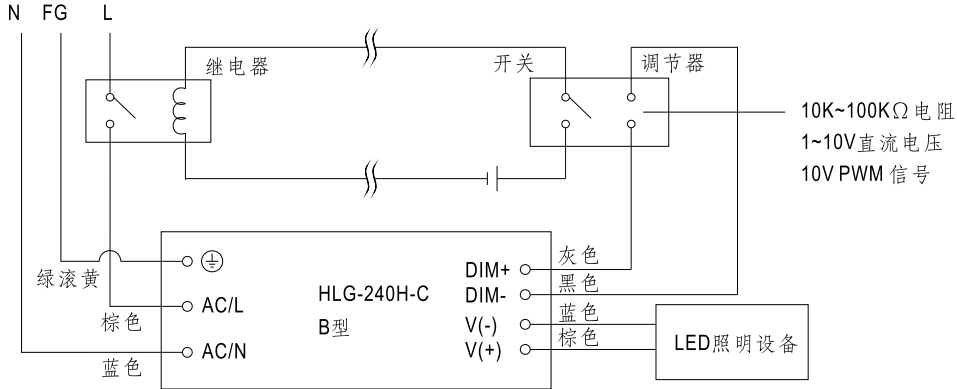 N FG L
继电器
开关
调节器
10K~100KΩ电阻
1~10V直流电压
10V PWM 信号
绿滚黄
棕色
蓝色
AC/L
AC/N
HLG-240H-C
B型
DIM+
DIM-
V(-)
V(+)
灰色
黑色
蓝色
棕色
LED照明设备